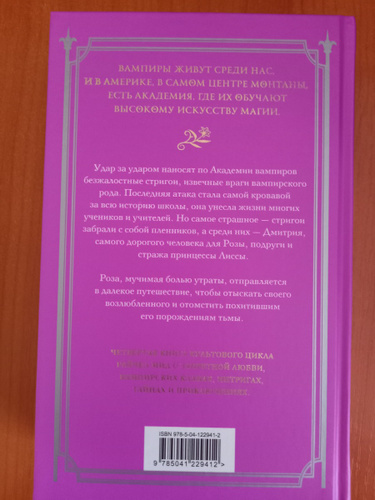 ВАМПИРЫ ЖИВУТ СРЕДИ НАС.
И В АМЕРИКЕ, В САМОМ ЦЕНТРЕ МОНТАНЫ,
ЕСТЬ АКАДЕМИЯ, ГДЕ ИХ ОБУЧАЮТ
ВЫСОКОМУ ИСКУССТВУ МАГИИ.
Удар за ударом наносят по Академии вампиров
безжалостные стригои, извечные враги вампирского
рода. Последняя атака стала самой кровавой
за всю историю школы, она унесла жизни многих
учеников и учителей. Но самое страшное — стригои
забрали с собой пленников, а среди них — Дмитрия,
самого дорогого человека для Розы, подруги и
стража принцессы Лиссы.
Роза, мучимая болью утраты, отправляется
в далекое путешествие, чтобы отыскать своего
возлюбленного и отомстить похитившим
его порождениям тьмы.
ЦИКЛА
ЛЮБВИ,
ИНТРИГАХ,
ISBN 978-5-04-122941-2
9 785041 229412 >